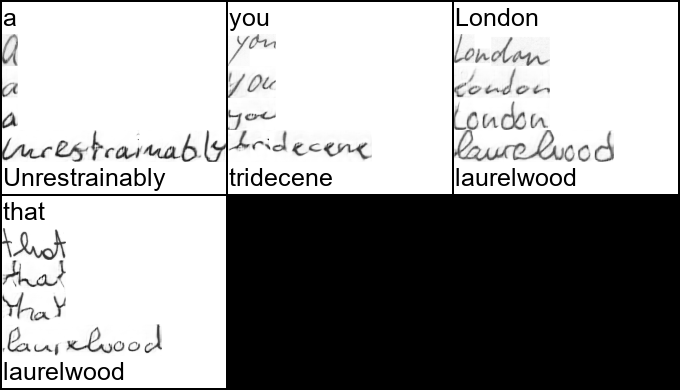 a
a
a
a
Unrestrainably
Unrestrainably
you
you
you
you
tridecene
tridecene
London
London
London
London
laurelwood
laurelwood
that
that
that
that
laurelwood
laurelwood